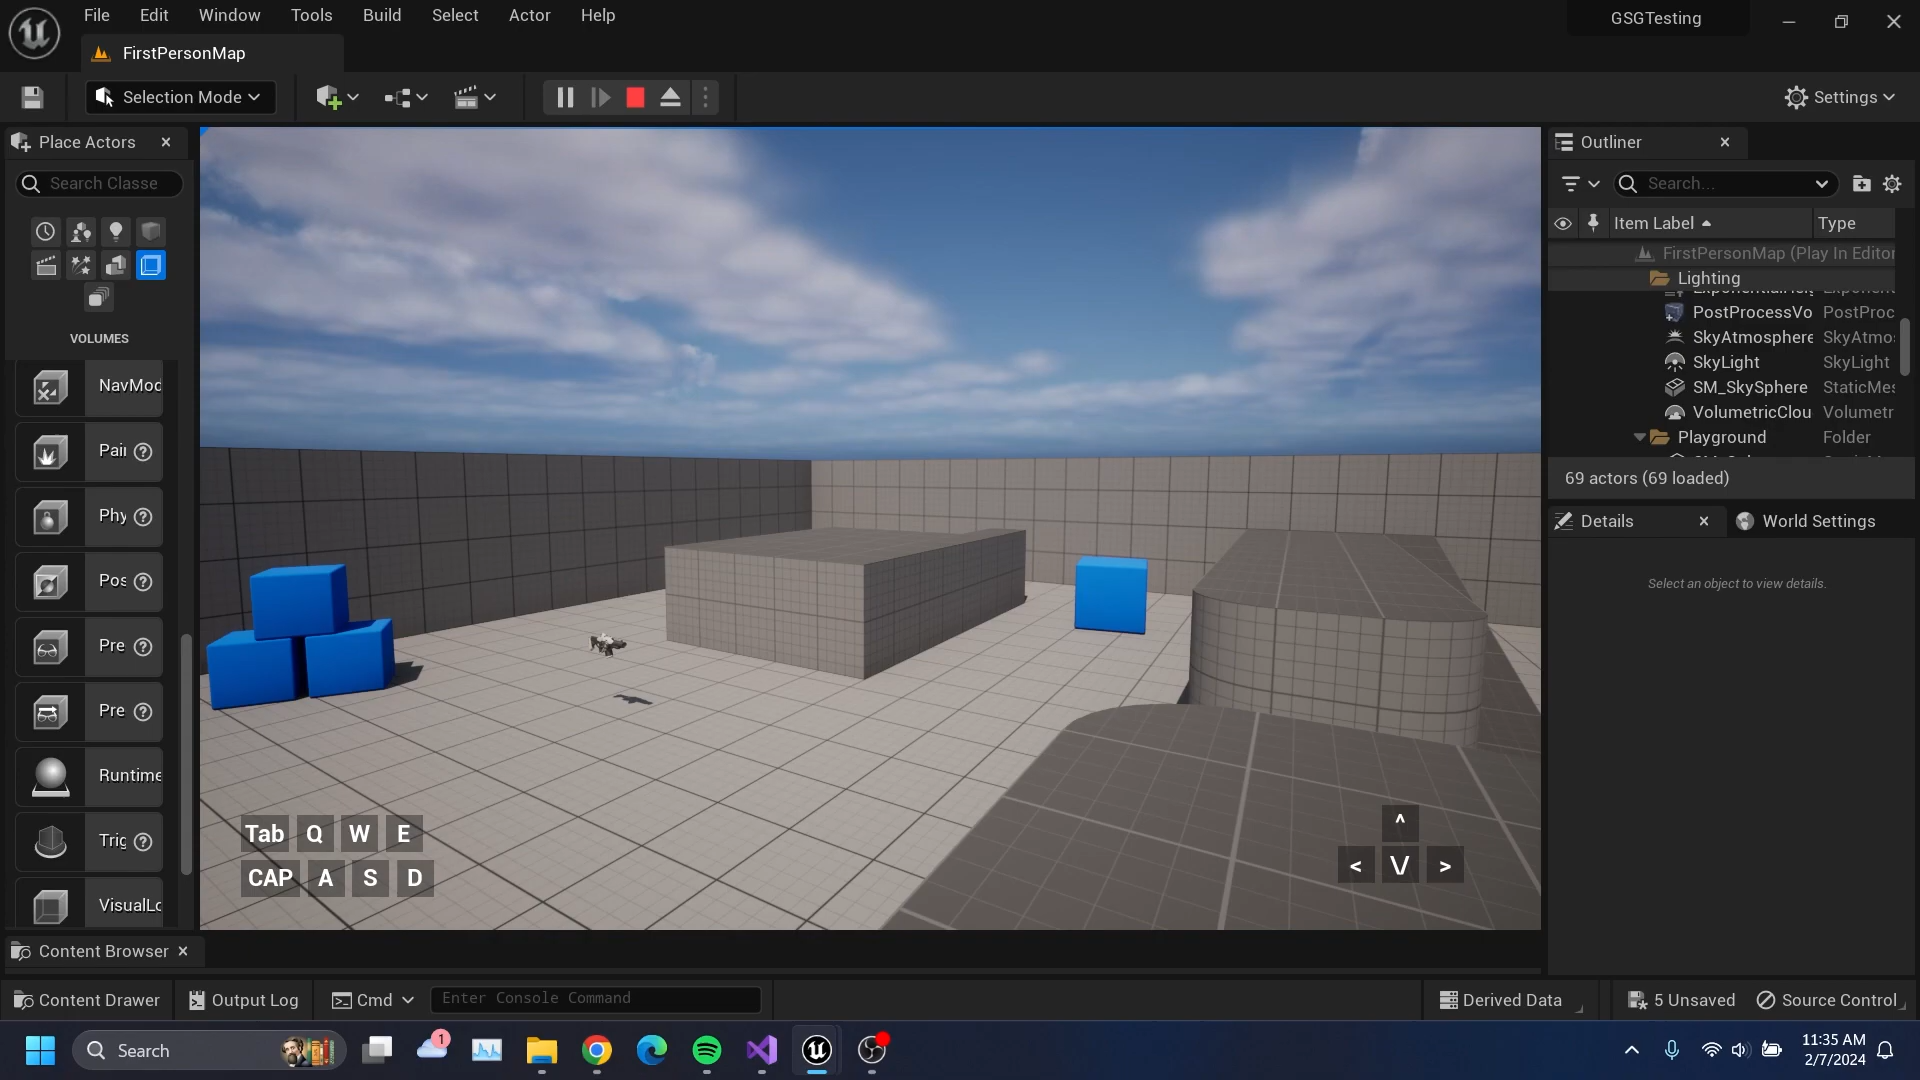 File Edit Window Tools Build Select Actor Help
GSGTesting
FirstPersonMap
Selection Mode
Settings
Place Actors
Search Classe
VOLUMES
NavMod
Pai
Phy
Pos
Pre
Pre
Runtime
Trig
VisualLo
Tab Q W E
CAP A S D
^
< \/ >
Outliner
Search...
Item Label Type
FirstPersonMap (Play In Editor
Lighting
PostProcessVo PostProc
SkyAtmosphere SkyAtmo
SkyLight SkyLight
SM_SkySphere StaticMes
VolumetricClou Volumetr
Playground Folder
69 actors (69 loaded)
Details World Settings
Select an object to view details.
Content Browser
Content Drawer Output Log Cmd Enter Console Command Derived Data 5 Unsaved Source Control
Search
1
11:35 AM
2/7/2024